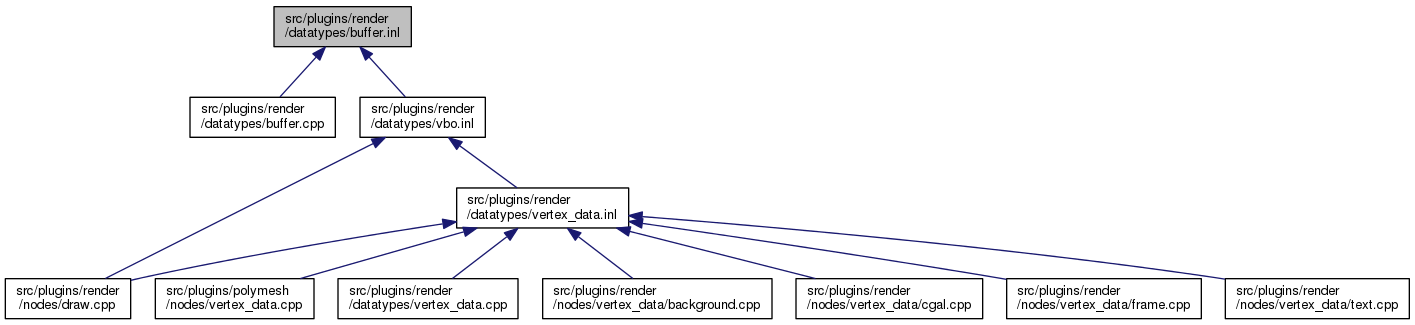 src/plugins/render
/datatypes/buffer.inl
src/plugins/render
/datatypes/buffer.cpp
src/plugins/render
/datatypes/vbo.inl
src/plugins/render
/datatypes/vertex_data.inl
src/plugins/render
/nodes/draw.cpp
src/plugins/polymesh
/nodes/vertex_data.cpp
src/plugins/render
/datatypes/vertex_data.cpp
src/plugins/render
/nodes/vertex_data/background.cpp
src/plugins/render
/nodes/vertex_data/cgal.cpp
src/plugins/render
/nodes/vertex_data/frame.cpp
src/plugins/render
/nodes/vertex_data/text.cpp